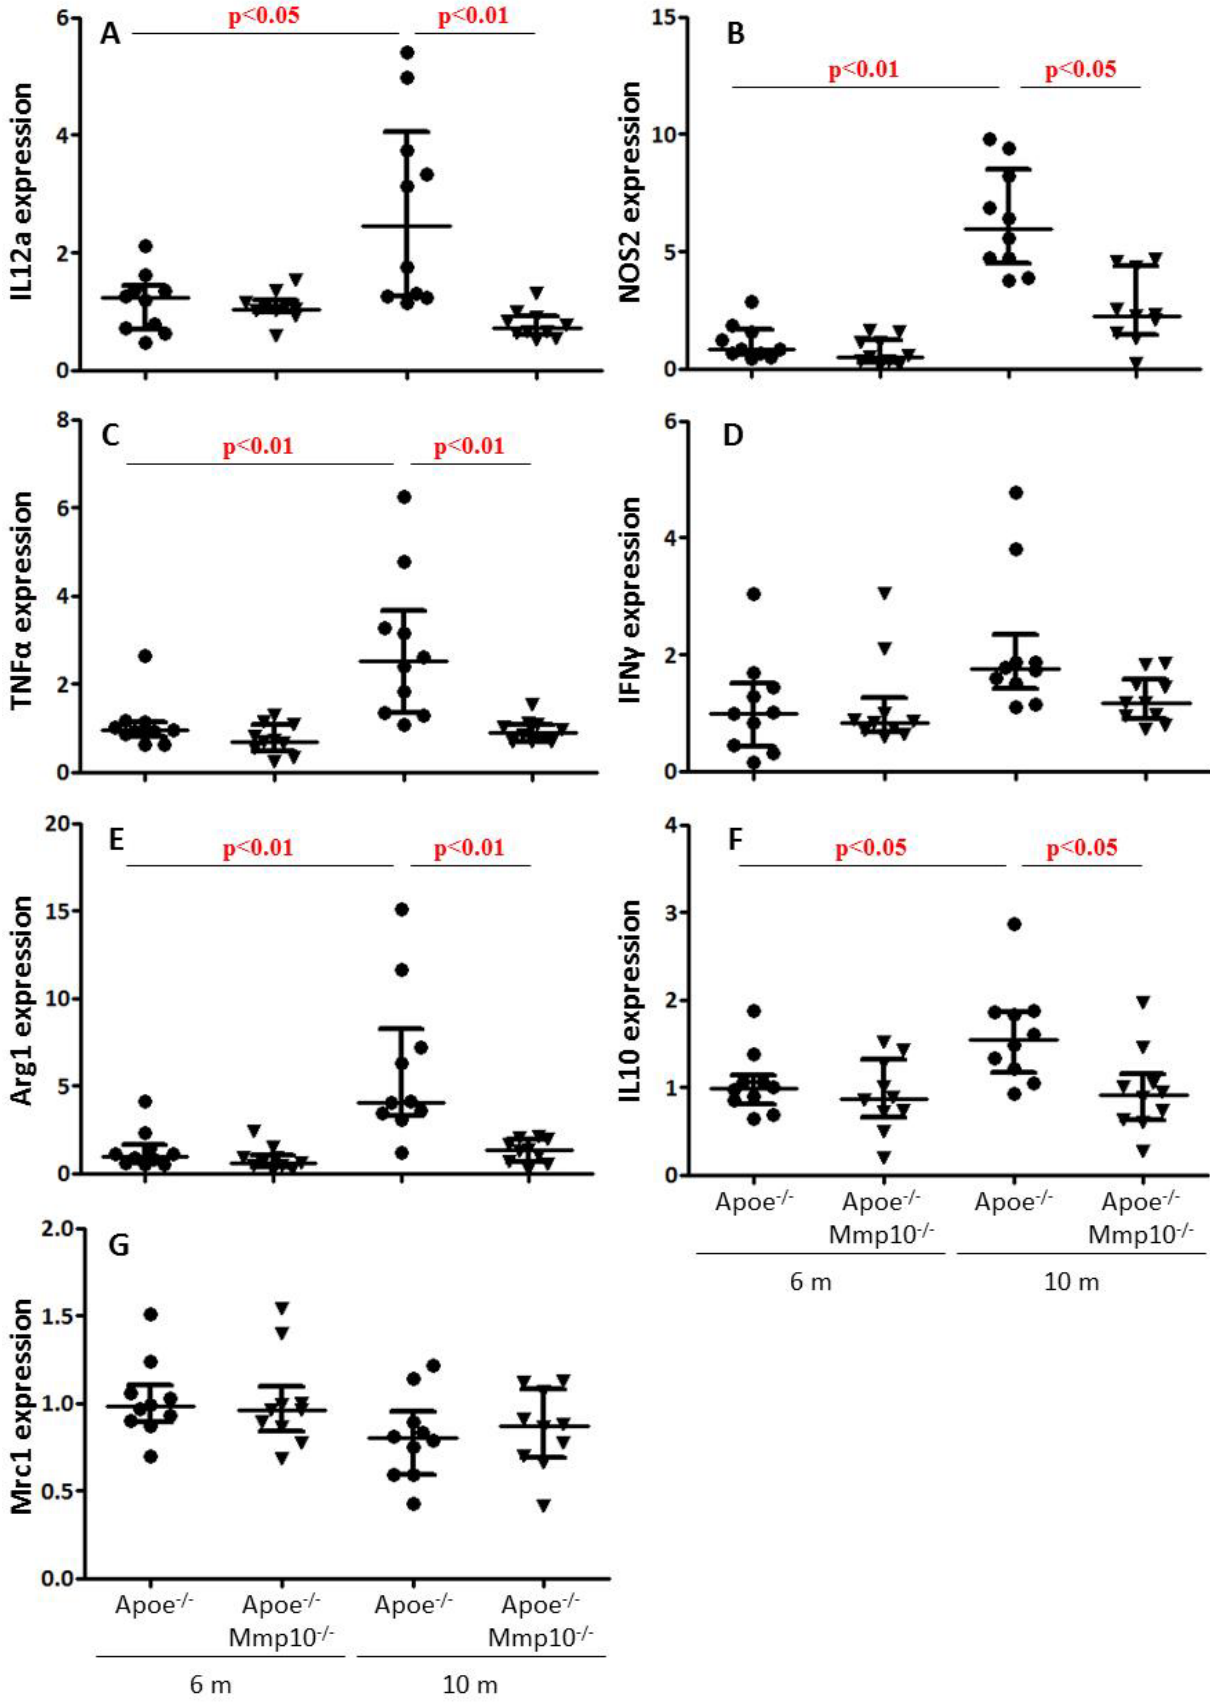 A
p<0.05
p<0.01
IL12a expression
6
4
2
0
B
p<0.01
p<0.05
NOS2 expression
15
10
5
0
C
p<0.01
p<0.01
TNFα expression
8
6
4
2
0
D
IFNγ expression
6
4
2
0
E
p<0.01
p<0.01
Arg1 expression
20
15
10
5
0
F
p<0.05
p<0.05
IL10 expression
4
3
2
1
0
Apoe-/-
Apoe-/-
Mmp10-/-
Apoe-/-
Apoe-/-
Mmp10-/-
6 m
10 m
G
Mrc1 expression
2.0
1.5
1.0
0.5
0.0
Apoe-/-
Apoe-/-
Mmp10-/-
Apoe-/-
Apoe-/-
Mmp10-/-
6 m
10 m